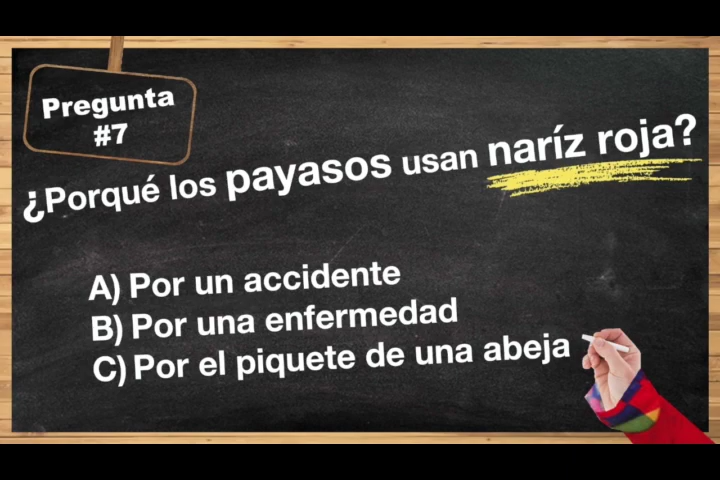 Pregunta
#7
¿Porqué los payasos usan naríz roja?
A) Por un accidente
B) Por una enfermedad
C) Por el piquete de una abeja